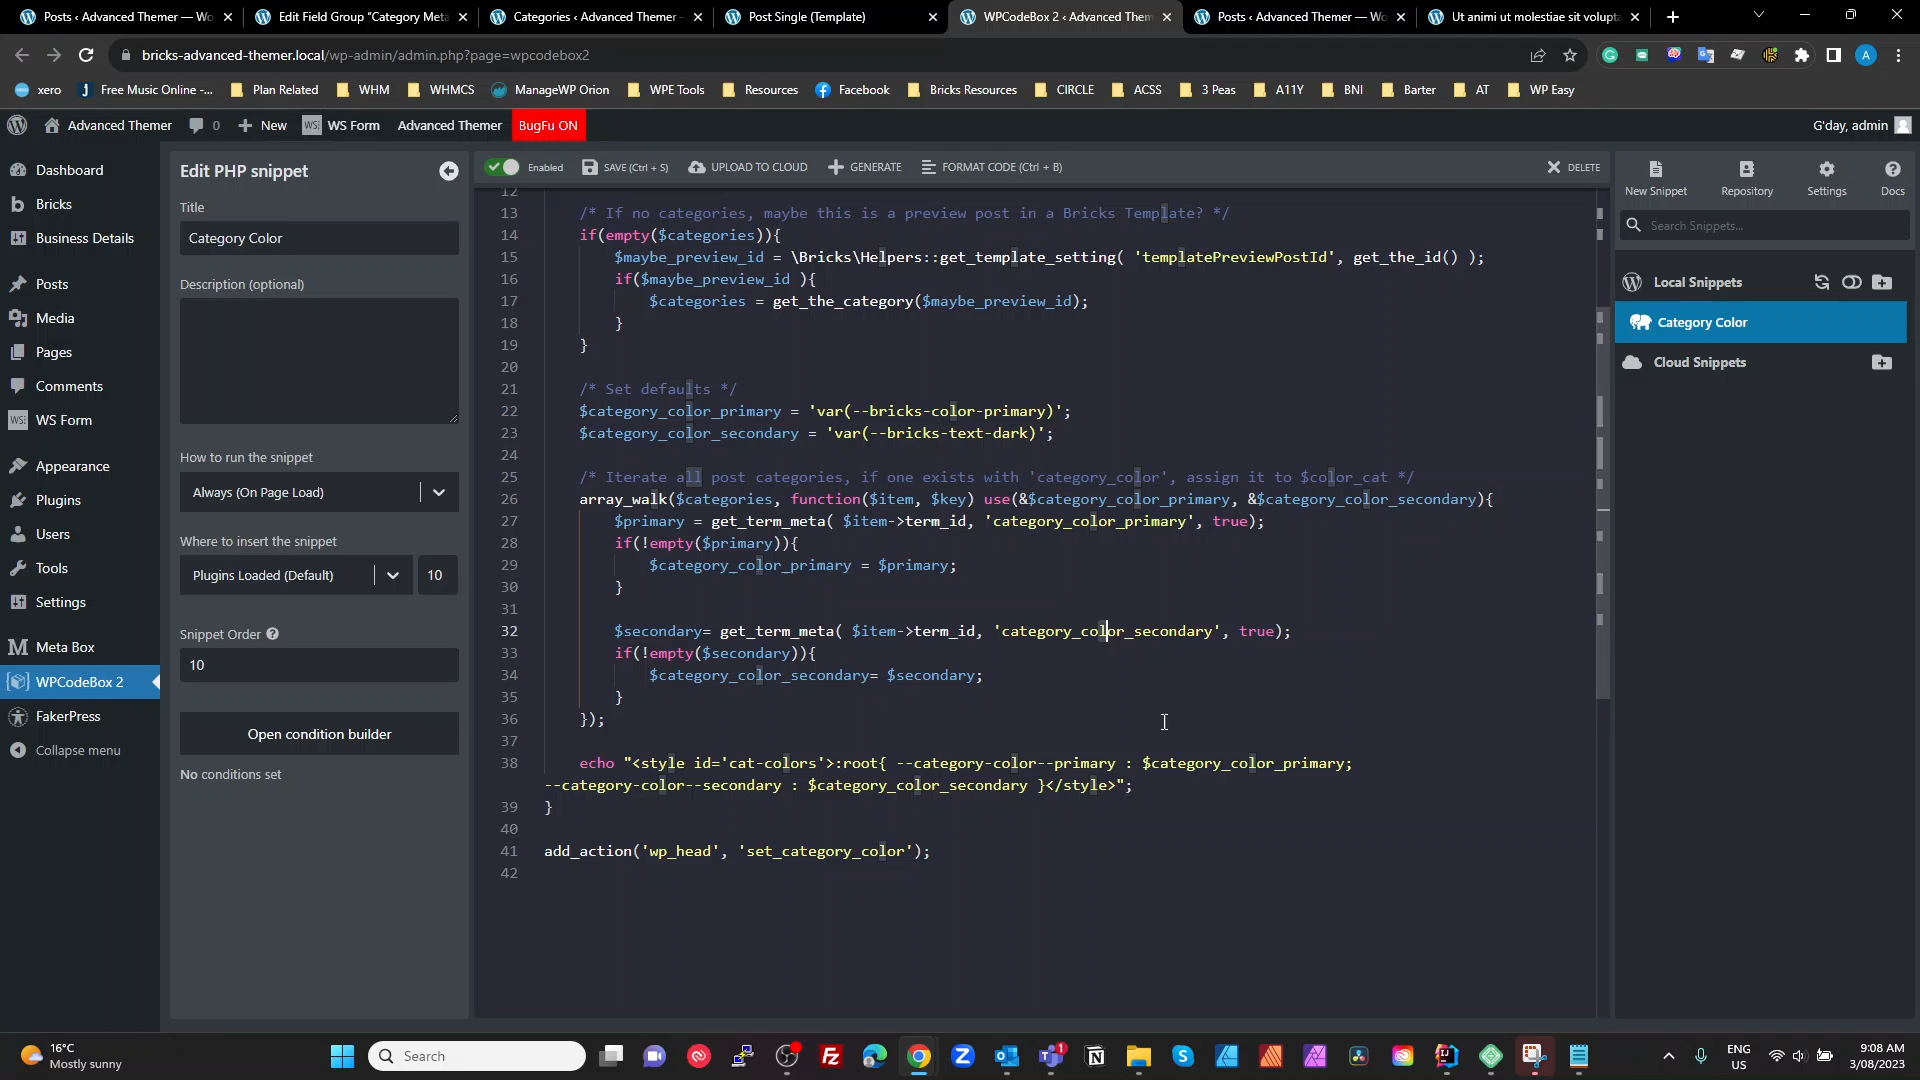 Posts ‹ Advanced Themer — Wo
Edit Field Group "Category Meta
Categories ‹ Advanced Themer -
Post Single (Template)
WPCodeBox 2 ‹ Advanced Them
Posts ‹ Advanced Themer — Wo
Ut animi ut molestiae sit volupta
bricks-advanced-themer.local/wp-admin/admin.php?page=wpcodebox2
A
xero
Free Music Online -...
Plan Related
WHM
WHMCS
ManageWP Orion
WPE Tools
Resources
Facebook
Bricks Resources
CIRCLE
ACSS
3 Peas
A11Y
BNI
Barter
AT
WP Easy
Advanced Themer
0
New
WS Form
Advanced Themer
BugFu ON
G'day, admin
Dashboard
Bricks
Business Details
Posts
Media
Pages
Comments
WS Form
Appearance
Plugins
Users
Tools
Settings
Meta Box
WPCodeBox 2
FakerPress
Collapse menu
Edit PHP snippet
Title
Category Color
Description (optional)
How to run the snippet
Always (On Page Load)
Where to insert the snippet
Plugins Loaded (Default)
10
Snippet Order
10
Open condition builder
No conditions set
Enabled
SAVE (Ctrl + S)
UPLOAD TO CLOUD
GENERATE
FORMAT CODE (Ctrl + B)
DELETE
12
13 /* If no categories, maybe this is a preview post in a Bricks Template? */
14 if(empty($categories)){
15 $maybe_preview_id = \Bricks\Helpers::get_template_setting( 'templatePreviewPostId', get_the_id() );
16 if($maybe_preview_id ){
17 $categories = get_the_category($maybe_preview_id);
18 }
19 }
20
21 /* Set defaults */
22 $category_color_primary = 'var(--bricks-color-primary)';
23 $category_color_secondary = 'var(--bricks-text-dark)';
24
25 /* Iterate all post categories, if one exists with 'category_color', assign it to $color_cat */
26 array_walk($categories, function($item, $key) use(&$category_color_primary, &$category_color_secondary){
27 $primary = get_term_meta( $item->term_id, 'category_color_primary', true);
28 if(!empty($primary)){
29 $category_color_primary = $primary;
30 }
31
32 $secondary= get_term_meta( $item->term_id, 'category_color_secondary', true);
33 if(!empty($secondary)){
34 $category_color_secondary= $secondary;
35 }
36 });
37
38 echo "<style id='cat-colors'>:root{ --category-color--primary : $category_color_primary;
--category-color--secondary : $category_color_secondary }</style>";
39 }
40
41 add_action('wp_head', 'set_category_color');
42
New Snippet
Repository
Settings
Docs
Search Snippets...
Local Snippets
Category Color
Cloud Snippets
16°C
Mostly sunny
Search
1
ENG
US
9:08 AM
3/08/2023